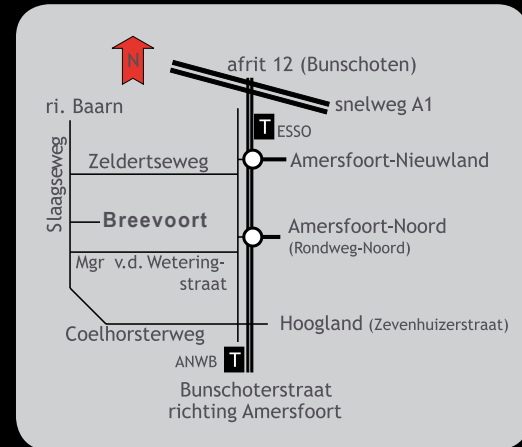 N
afrit 12 (Bunschoten)
snelweg A1
ri. Baarn
T ESSO
Slaagseweg
Zeldertseweg
Amersfoort-Nieuwland
Breevoort
Amersfoort-Noord
(Rondweg-Noord)
Mgr v.d. Wetering-
straat
Hoogland (Zevenhuizerstraat)
Coelhorsterweg
ANWB T
Bunschoterstraat
richting Amersfoort